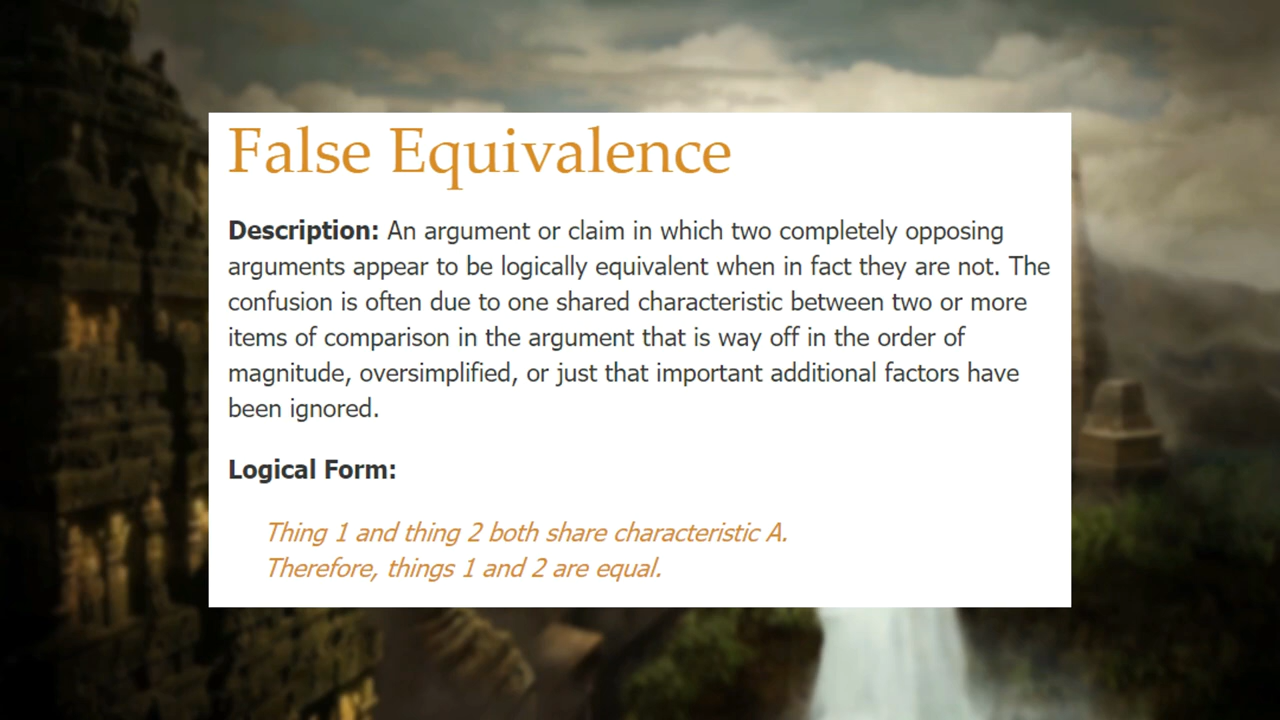 False Equivalence
Description: An argument or claim in which two completely opposing
arguments appear to be logically equivalent when in fact they are not. The
confusion is often due to one shared characteristic between two or more
items of comparison in the argument that is way off in the order of
magnitude, oversimplified, or just that important additional factors have
been ignored.
Logical Form:
Thing 1 and thing 2 both share characteristic A.
Therefore, things 1 and 2 are equal.